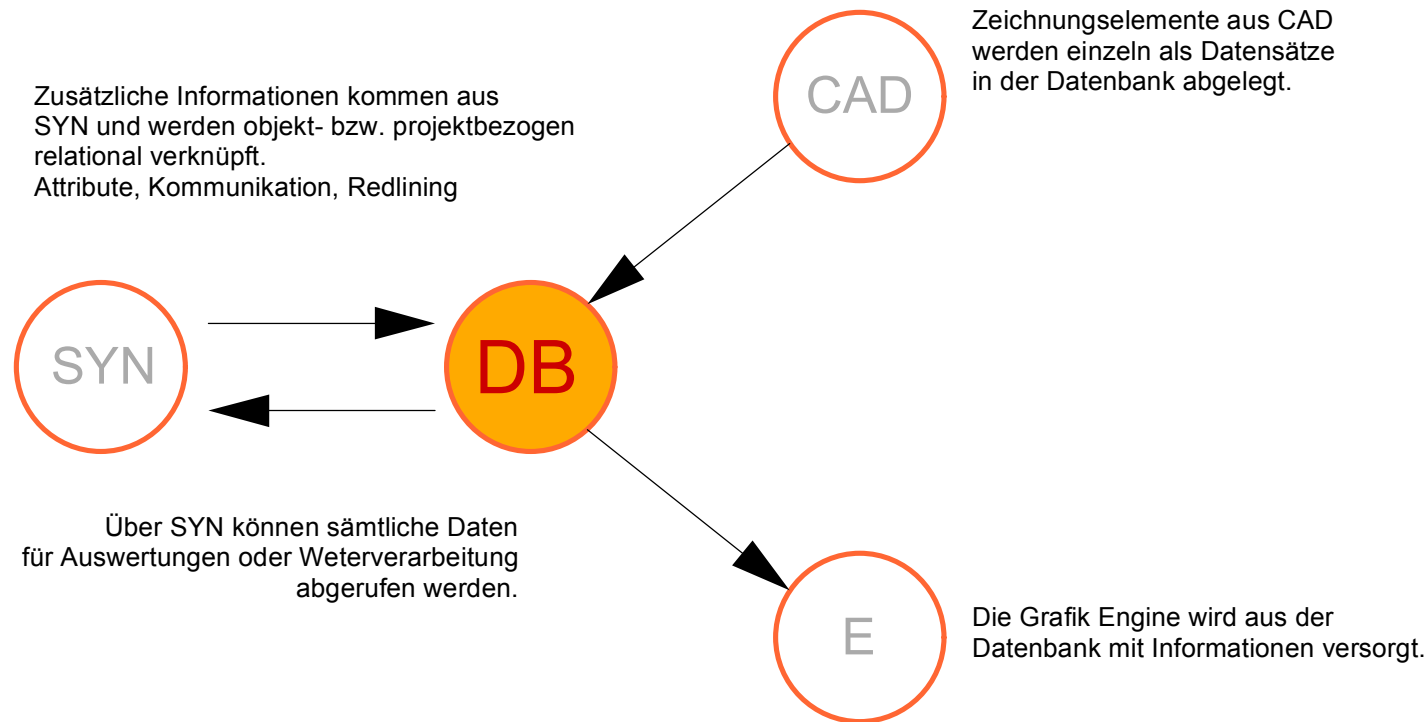 Zeichnungselemente aus CAD
werden einzeln als Datensätze
in der Datenbank abgelegt.
CAD
Zusätzliche Informationen kommen aus
SYN und werden objekt- bzw. projektbezogen
relational verknüpft.
Attribute, Kommunikation, Redlining
SYN
DB
Über SYN können sämtliche Daten
für Auswertungen oder Weterverarbeitung
abgerufen werden.
E
Die Grafik Engine wird aus der
Datenbank mit Informationen versorgt.